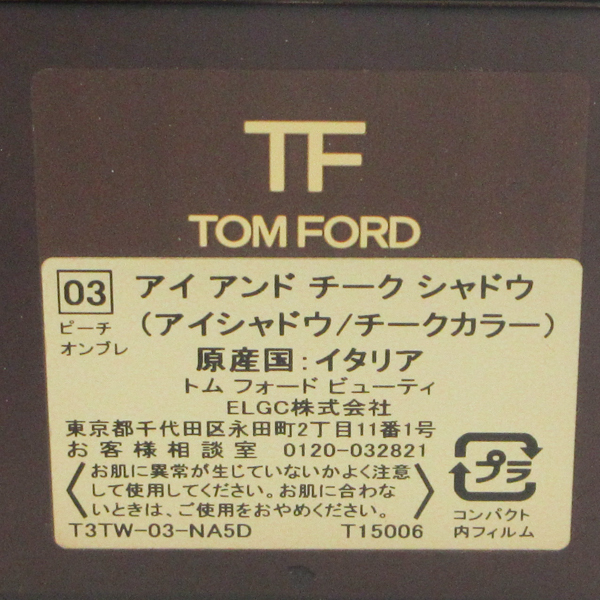 TF
TOM FORD
03 アイ アンド チーク シャドウ
ピーチ
オンブレ
(アイシャドウ/チークカラー)
原産国:イタリア
トム フォード ビューティ
ELGC株式会社
東京都千代田区永田町2丁目11番1号
お客様相談室 0120-032821
〈お肌に異常が生じていないかよく注意
して使用してください。お肌に合わな
いときは、ご使用をおやめください。〉
プラ
コンパクト
内フィルム
T3TW-03-NA5D T15006